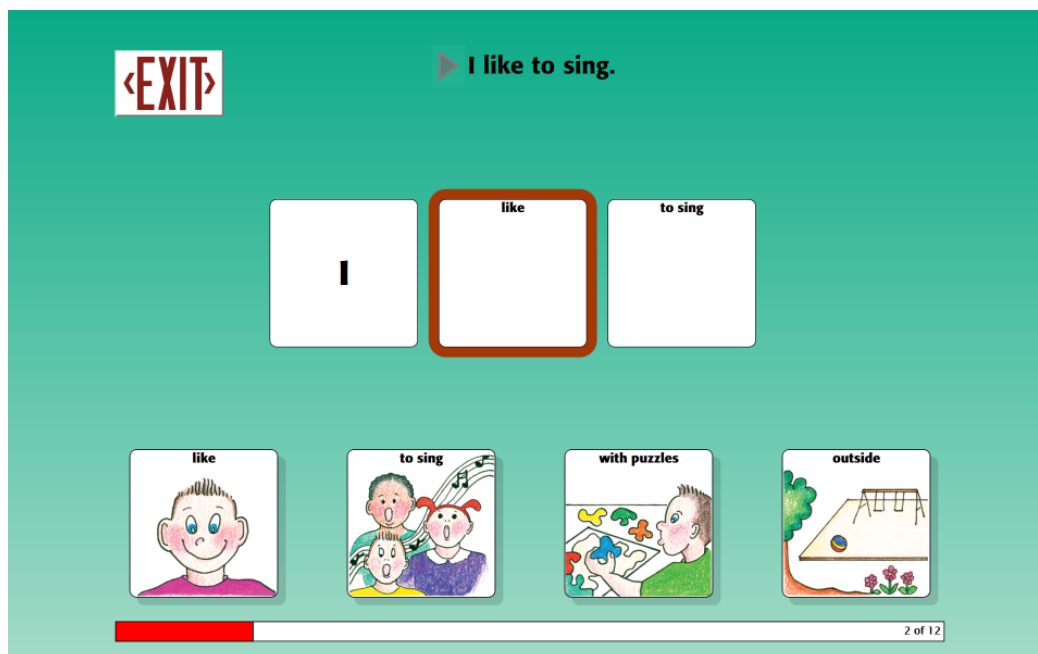 <EXIT>
I like to sing.
I
like
to sing
like
to sing
with puzzles
outside
2 of 12